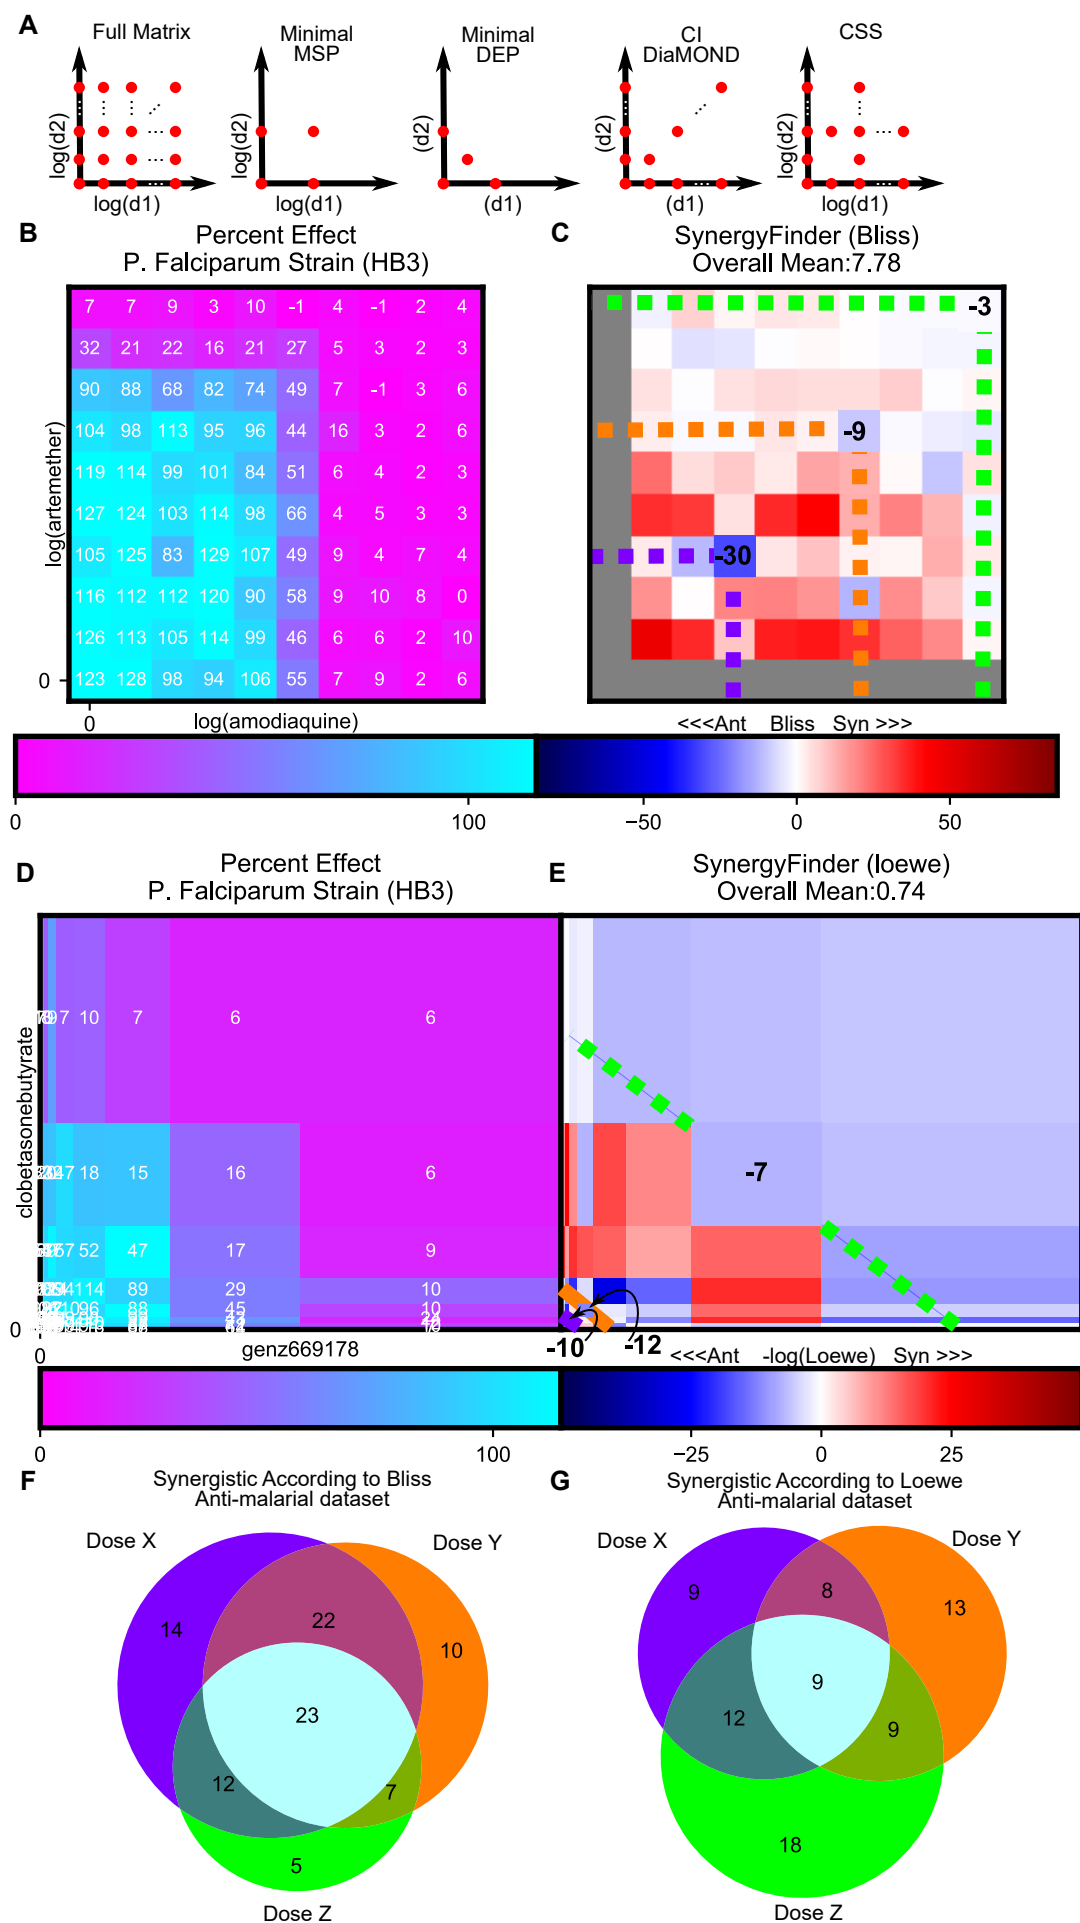 A
Full Matrix
Minimal
MSP
Minimal
DEP
CI
DiaMOND
CSS
log(d2)
log(d2)
(d2)
(d2)
log(d2)
log(d1)
log(d1)
(d1)
(d1)
log(d1)
B
Percent Effect
P. Falciparum Strain (HB3)
7 7 9 3 10 -1 4 -1 2 4
32 21 22 16 21 27 5 3 2 3
90 88 68 82 74 49 7 -1 3 6
104 98 113 95 96 44 16 3 2 6
119 114 99 101 84 51 6 4 2 3
127 124 103 114 98 66 4 5 3 3
105 125 83 129 107 49 9 4 7 4
116 112 112 120 90 58 9 10 8 0
126 113 105 114 99 46 6 6 2 10
123 128 98 94 106 55 7 9 2 6
log(artemether)
0
0
log(amodiaquine)
0 100
C
SynergyFinder (Bliss)
Overall Mean:7.78
-3
-9
-30
<<<Ant Bliss Syn >>>
−50 0 50
D
Percent Effect
P. Falciparum Strain (HB3)
clobetasonebutyrate
7 10 7 6 6
18 15 16 6
52 47 17 9
114 89 29 10
96 88 45 10
0
0
genz669178
0 100
E
SynergyFinder (loewe)
Overall Mean:0.74
-7
-10
-12
<<<Ant -log(Loewe) Syn >>>
−25 0 25
F
Synergistic According to Bliss
Anti-malarial dataset
Dose X
Dose Y
14
22
10
23
12
7
5
Dose Z
G
Synergistic According to Loewe
Anti-malarial dataset
Dose X
Dose Y
9
8
13
9
12
9
18
Dose Z